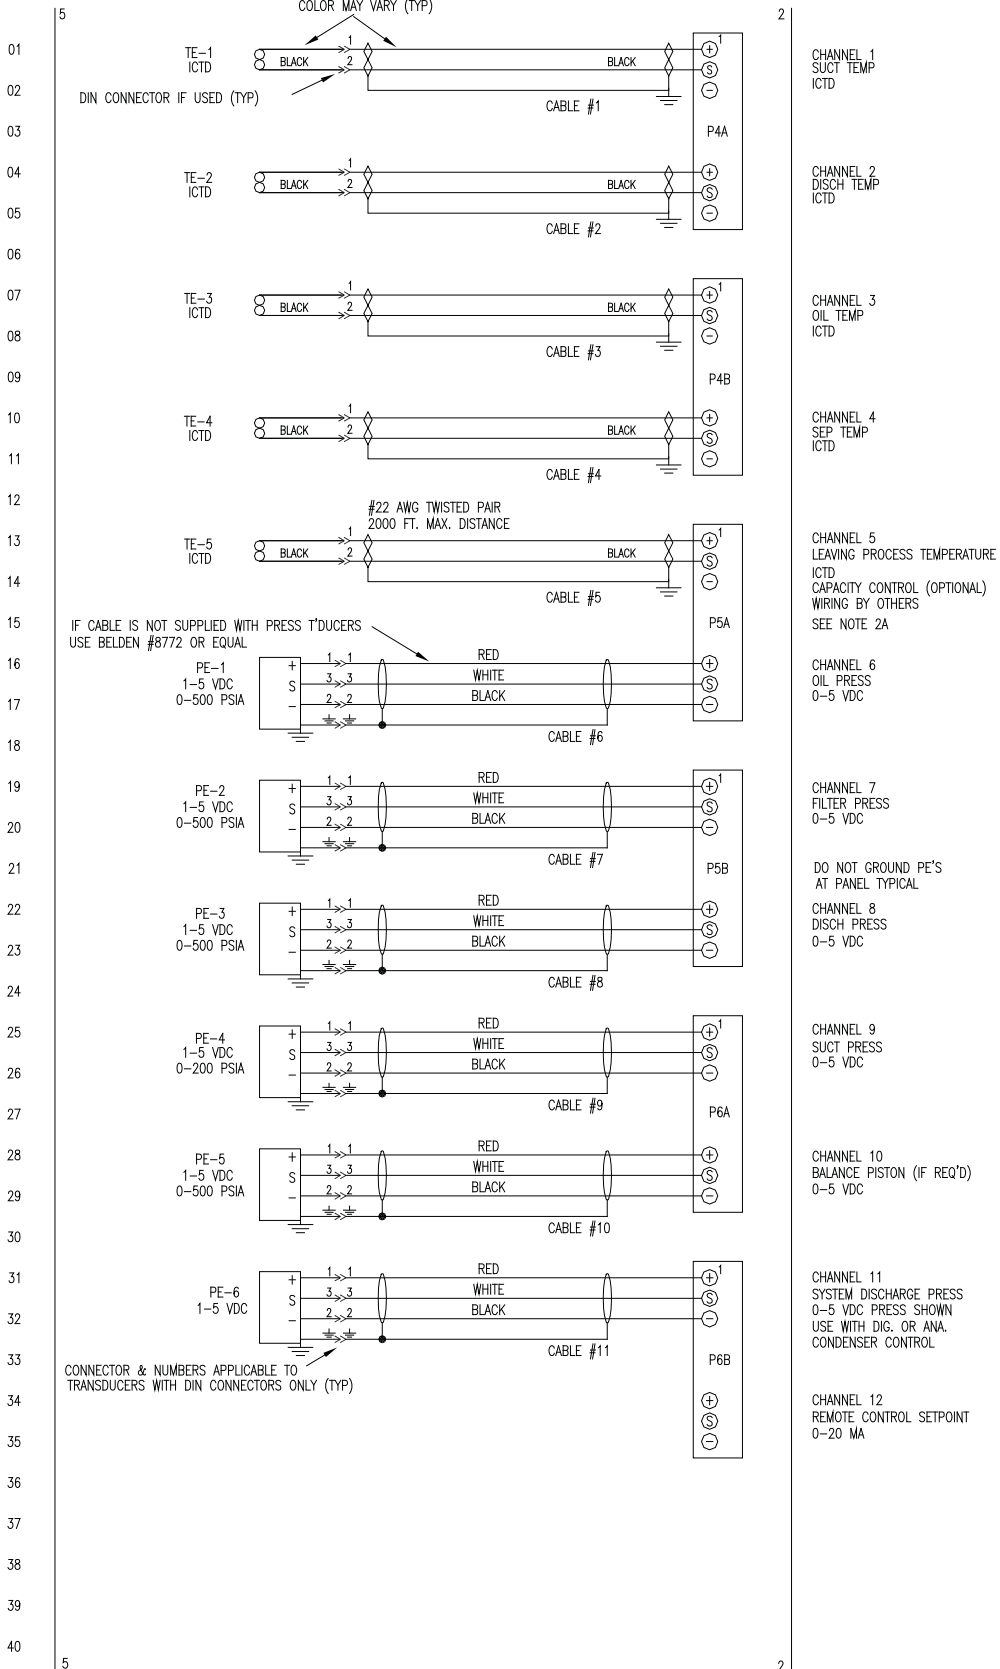 COLOR MAY VARY (TYP)
5
2
01
TE-1
ICTD
BLACK
1
2
BLACK
+
1
S
-
CHANNEL 1
SUCT TEMP
ICTD
02
DIN CONNECTOR IF USED (TYP)
CABLE #1
03
P4A
04
TE-2
ICTD
BLACK
1
2
BLACK
+
S
-
CHANNEL 2
DISCH TEMP
ICTD
05
CABLE #2
06
07
TE-3
ICTD
BLACK
1
2
BLACK
+
1
S
-
CHANNEL 3
OIL TEMP
ICTD
08
CABLE #3
09
P4B
10
TE-4
ICTD
BLACK
1
2
BLACK
+
S
-
CHANNEL 4
SEP TEMP
ICTD
11
CABLE #4
12
#22 AWG TWISTED PAIR
2000 FT. MAX. DISTANCE
13
TE-5
ICTD
BLACK
1
2
BLACK
+
1
S
-
CHANNEL 5
LEAVING PROCESS TEMPERATURE
ICTD
CAPACITY CONTROL (OPTIONAL)
WIRING BY OTHERS
SEE NOTE 2A
14
CABLE #5
15
P5A
IF CABLE IS NOT SUPPLIED WITH PRESS T'DUCERS
USE BELDEN #8772 OR EQUAL
16
PE-1
1-5 VDC
0-500 PSIA
+
S
-
1 1
3 3
2 2
RED
WHITE
BLACK
+
S
-
CHANNEL 6
OIL PRESS
0-5 VDC
17
CABLE #6
18
19
PE-2
1-5 VDC
0-500 PSIA
+
S
-
1 1
3 3
2 2
RED
WHITE
BLACK
+
1
S
-
CHANNEL 7
FILTER PRESS
0-5 VDC
20
CABLE #7
21
P5B
DO NOT GROUND PE'S
AT PANEL TYPICAL
22
PE-3
1-5 VDC
0-500 PSIA
+
S
-
1 1
3 3
2 2
RED
WHITE
BLACK
+
S
-
CHANNEL 8
DISCH PRESS
0-5 VDC
23
CABLE #8
24
25
PE-4
1-5 VDC
0-200 PSIA
+
S
-
1 1
3 3
2 2
RED
WHITE
BLACK
+
1
S
-
CHANNEL 9
SUCT PRESS
0-5 VDC
26
CABLE #9
27
P6A
28
PE-5
1-5 VDC
0-500 PSIA
+
S
-
1 1
3 3
2 2
RED
WHITE
BLACK
+
S
-
CHANNEL 10
BALANCE PISTON (IF REQ'D)
0-5 VDC
29
CABLE #10
30
31
PE-6
1-5 VDC
+
S
-
1 1
3 3
2 2
RED
WHITE
BLACK
+
1
S
-
CHANNEL 11
SYSTEM DISCHARGE PRESS
0-5 VDC PRESS SHOWN
USE WITH DIG. OR ANA.
CONDENSER CONTROL
32
CABLE #11
33
P6B
CONNECTOR & NUMBERS APPLICABLE TO
TRANSDUCERS WITH DIN CONNECTORS ONLY (TYP)
34
+
S
-
CHANNEL 12
REMOTE CONTROL SETPOINT
0-20 MA
35
36
37
38
39
40
5
2